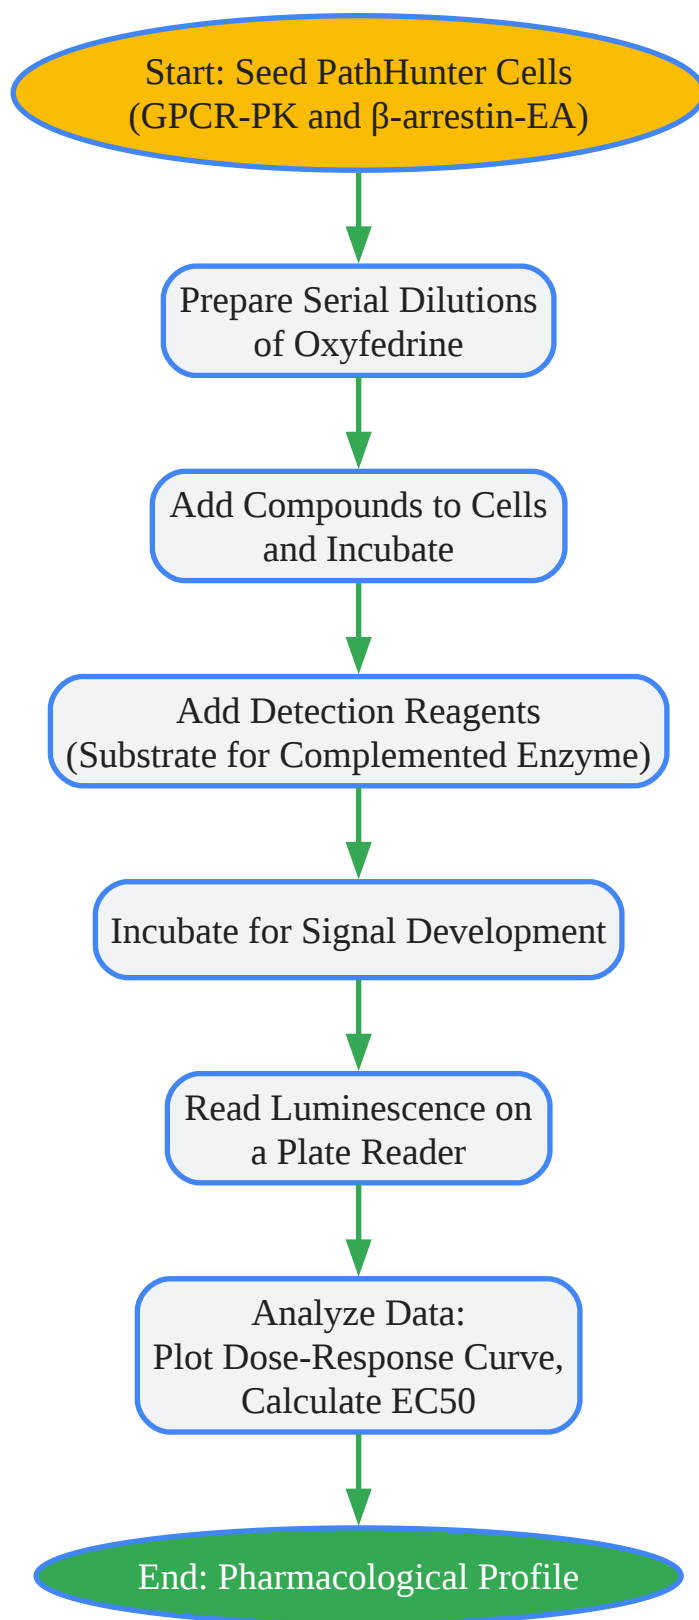 Start: Seed PathHunter Cells
(GPCR-PK and β-arrestin-EA)
Prepare Serial Dilutions
of Oxyfedrine
Add Compounds to Cells
and Incubate
Add Detection Reagents
(Substrate for Complemented Enzyme)
Incubate for Signal Development
Read Luminescence on
a Plate Reader
Analyze Data:
Plot Dose-Response Curve,
Calculate EC50
End: Pharmacological Profile